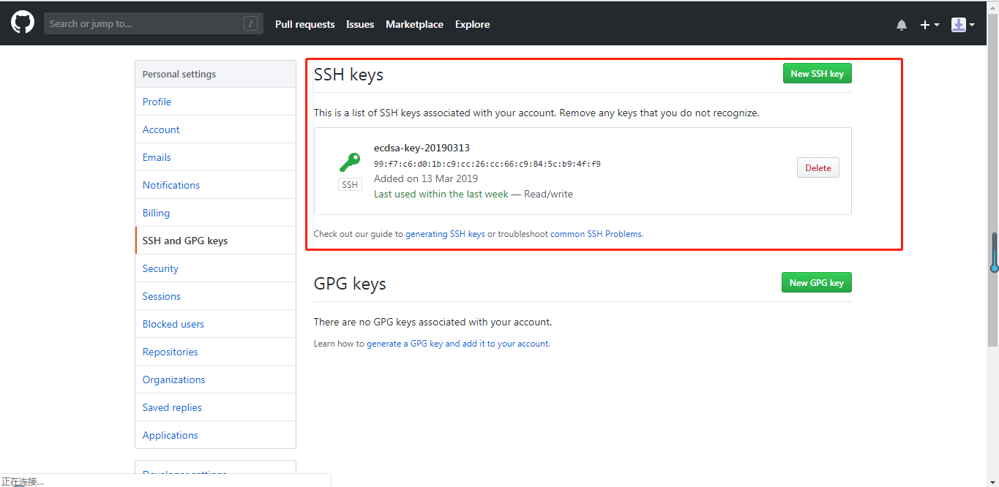 Search or jump to... /
Pull requests Issues Marketplace Explore
Personal settings
Profile
Account
Emails
Notifications
Billing
SSH and GPG keys
Security
Sessions
Blocked users
Repositories
Organizations
Saved replies
Applications
Developer settings
SSH keys
New SSH key
This is a list of SSH keys associated with your account. Remove any keys that you do not recognize.
SSH
ecdsa-key-20190313
99:f7:c6:d0:1b:c9:cc:26:cc:66:c9:84:5c:b9:4f:f9
Added on 13 Mar 2019
Last used within the last week — Read/write
Delete
Check out our guide to generating SSH keys or troubleshoot common SSH Problems.
GPG keys
New GPG key
There are no GPG keys associated with your account.
Learn how to generate a GPG key and add it to your account.
正在连接...